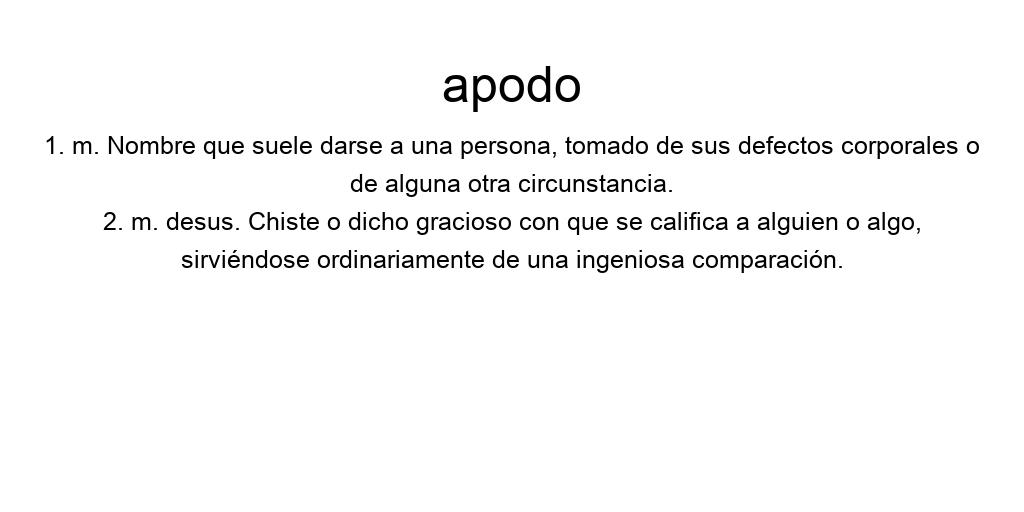 apodo
1. m. Nombre que suele darse a una persona, tomado de sus defectos corporales o
de alguna otra circunstancia.
2. m. desus. Chiste o dicho gracioso con que se califica a alguien o algo,
sirviéndose ordinariamente de una ingeniosa comparación.